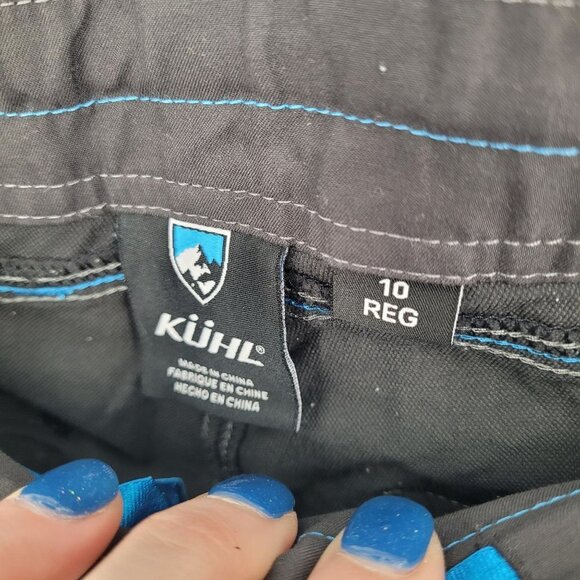 KÜHL®
MADE IN CHINA
FABRIQUE EN CHINE
HECHO EN CHINA
10
REG